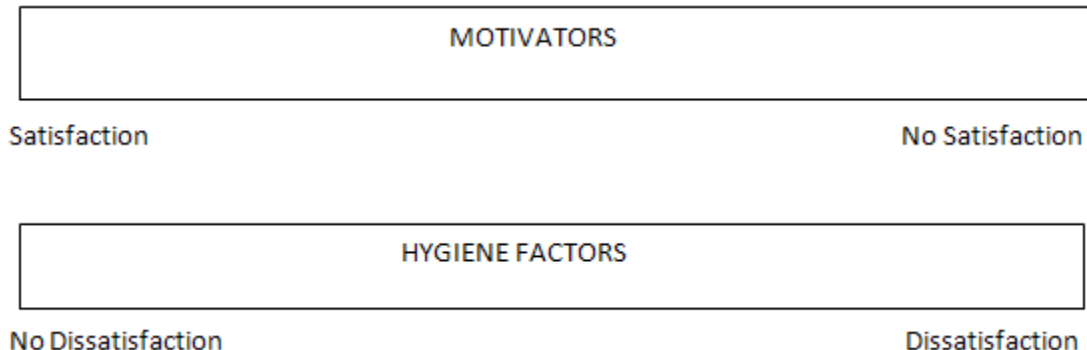 MOTIVATORS
Satisfaction No Satisfaction
HYGIENE FACTORS
No Dissatisfaction Dissatisfaction